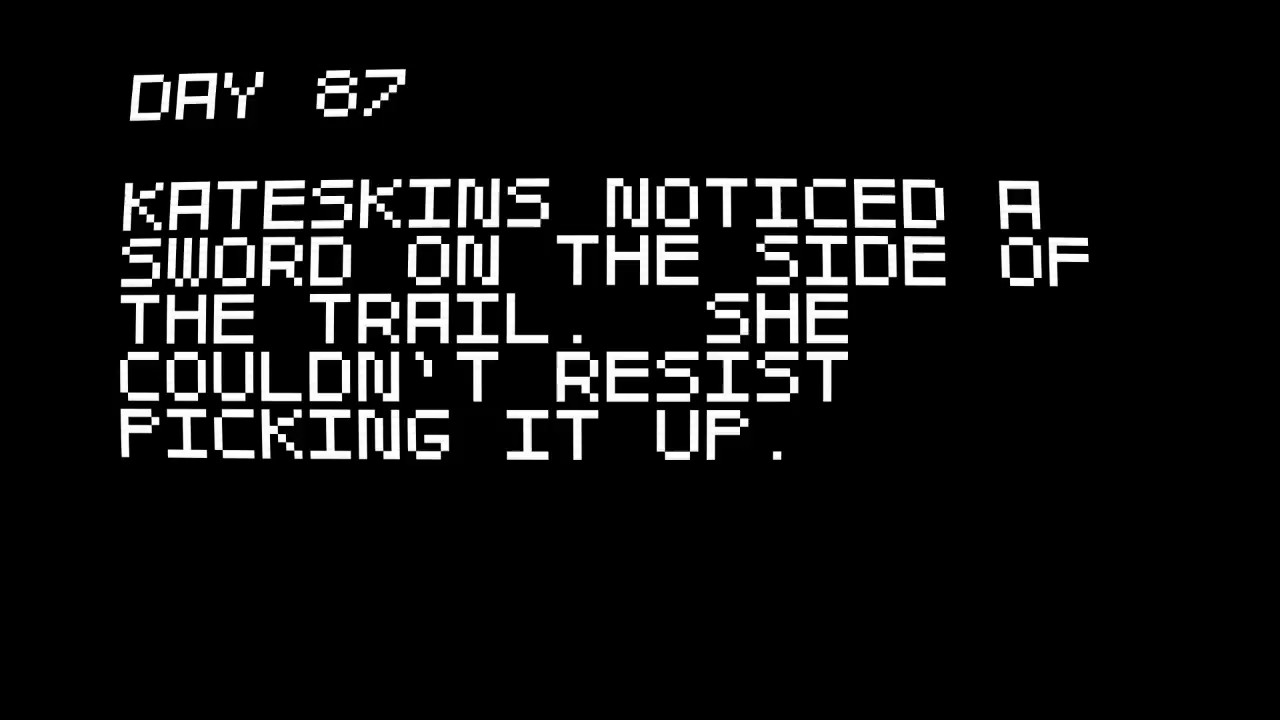 DAY 87
KATESKINS NOTICED A
SWORD ON THE SIDE OF
THE TRAIL.  SHE
COULDN'T RESIST
PICKING IT UP.